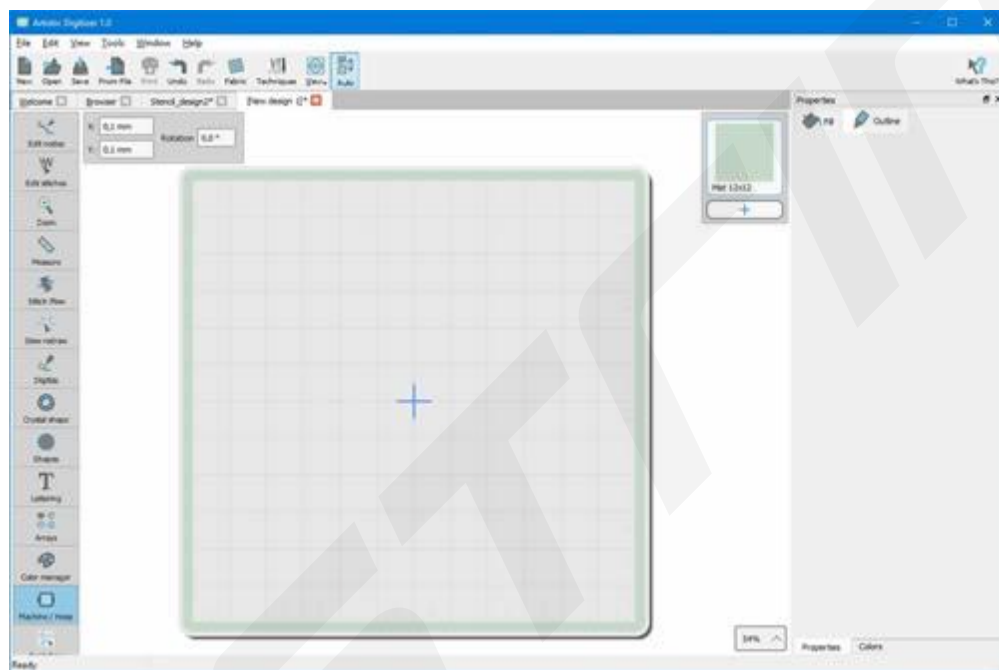 Artistic Digitizer 1.0
File Edit View Tools Window Help
New Open Save From File Print Undo Redo Fabric Techniques View Auto What's This?
Welcome Browser Stencil_design2* New design (2* Properties
X: 0,1 mm
Rotation 0,0 °
Y: 0,1 mm
Fill Outline
Edit nodes
Edit stitches
Zoom
Measure
Stitch flow
Slow redraw
Digitize
Crystal shape
Shapes
T
Lettering
Arrays
Color manager
Machine / Hoop
Mat 12x12
54%
Properties Colors
Ready